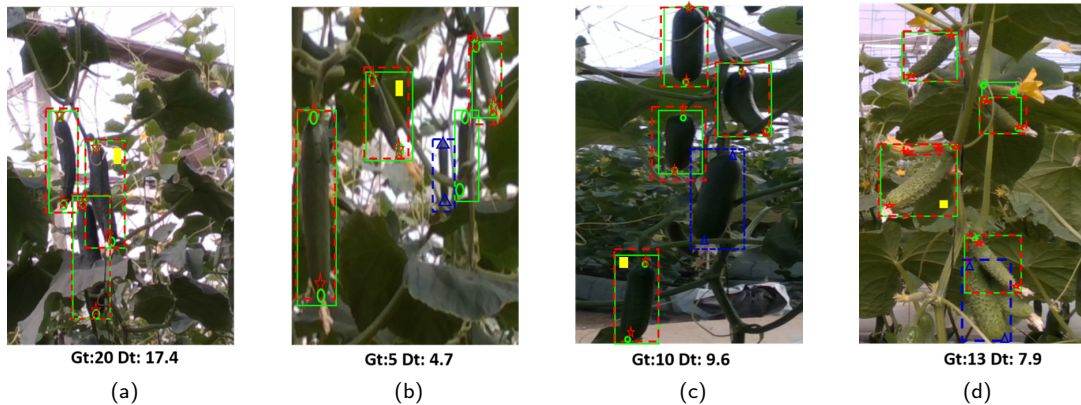 Gt:20 Dt: 17.4
Gt:5 Dt: 4.7
Gt:10 Dt: 9.6
Gt:13 Dt: 7.9
(a)
(b)
(c)
(d)